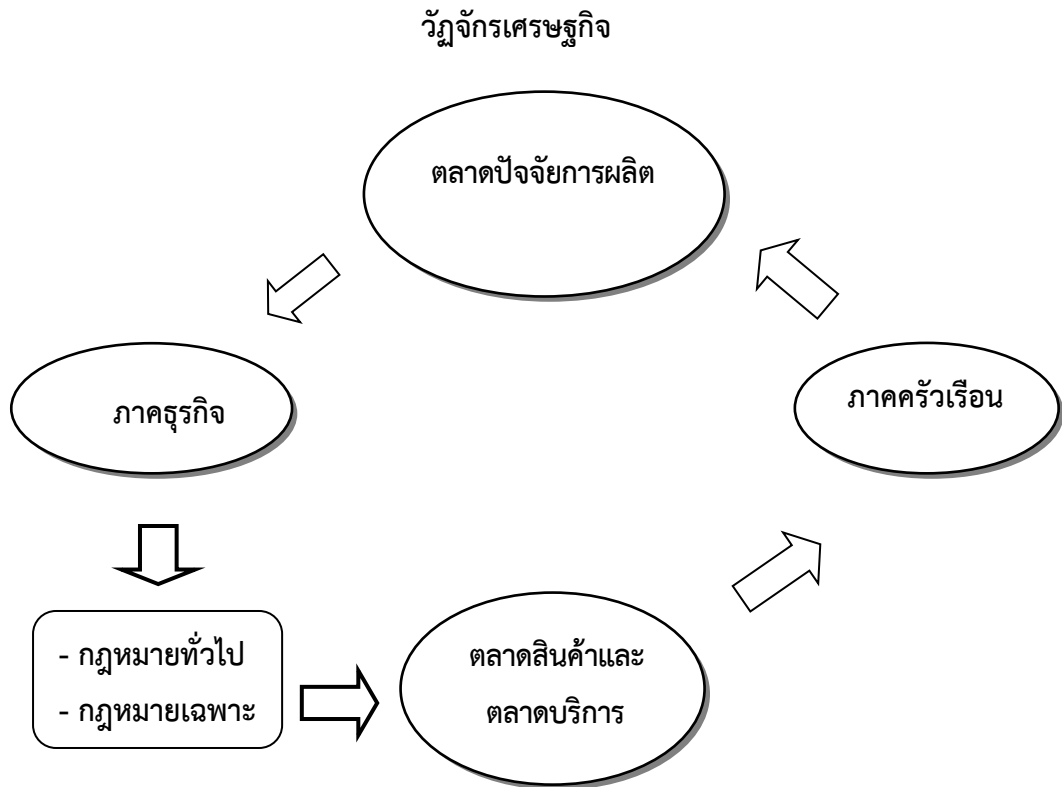 วัฏจักรเศรษฐกิจ
ตลาดปัจจัยการผลิต
ภาคธุรกิจ
ภาคครัวเรือน
- กฎหมายทั่วไป
- กฎหมายเฉพาะ
ตลาดสินค้าและ
ตลาดบริการ